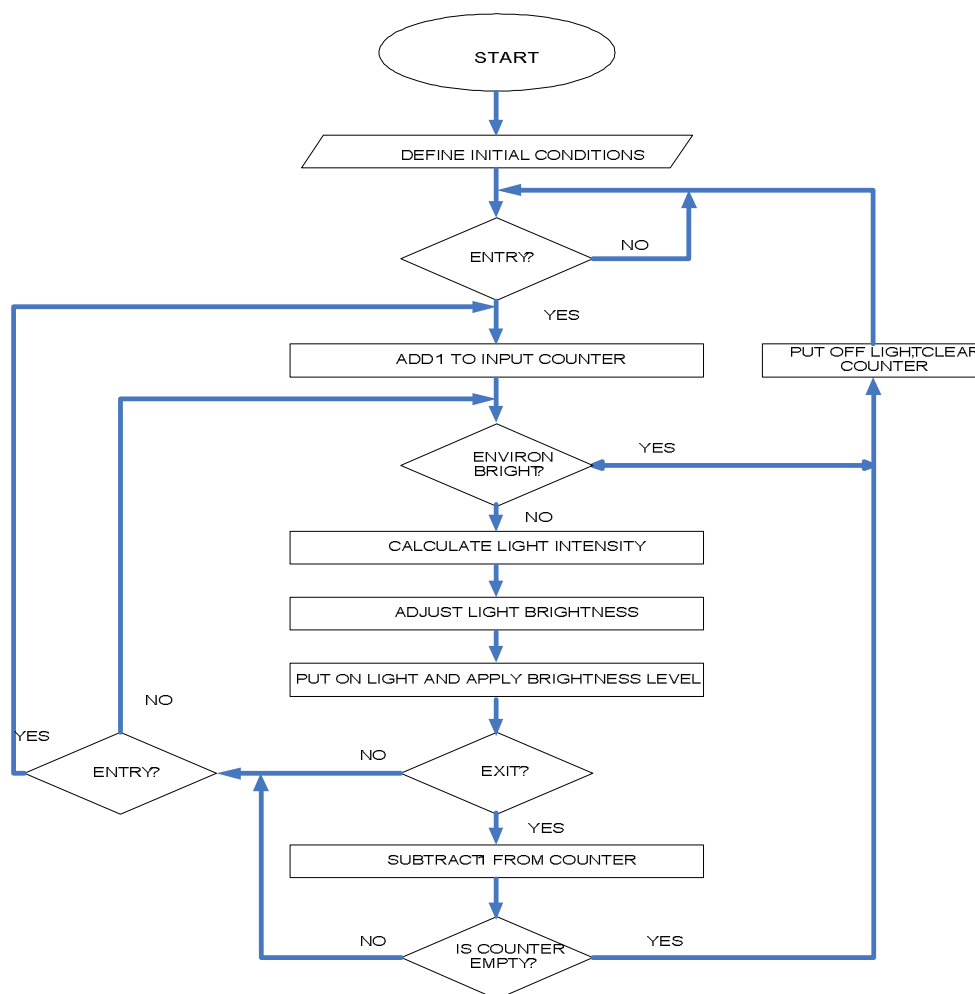 START
DEFINE INITIAL CONDITIONS
ENTRY?
NO
YES
ADD 1 TO INPUT COUNTER
PUT OFF LIGHT,CLEAR
COUNTER
ENVIRON
BRIGHT?
YES
NO
CALCULATE LIGHT INTENSITY
ADJUST LIGHT BRIGHTNESS
PUT ON LIGHT AND APPLY BRIGHTNESS LEVEL
NO
YES
ENTRY?
NO
EXIT?
YES
SUBTRACT1 FROM COUNTER
NO
IS COUNTER
EMPTY?
YES